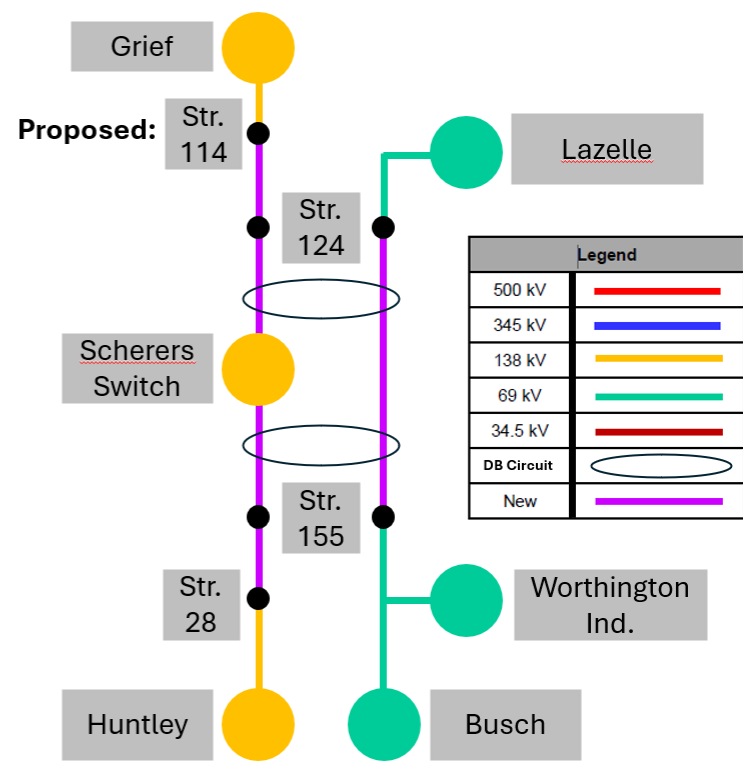 Grief
Proposed:
Str.
114
Lazelle
Str.
124
Legend
500 kV
345 kV
138 kV
69 kV
34.5 kV
DB Circuit
New
Scherers
Switch
Str.
155
Str.
28
Worthington
Ind.
Huntley
Busch